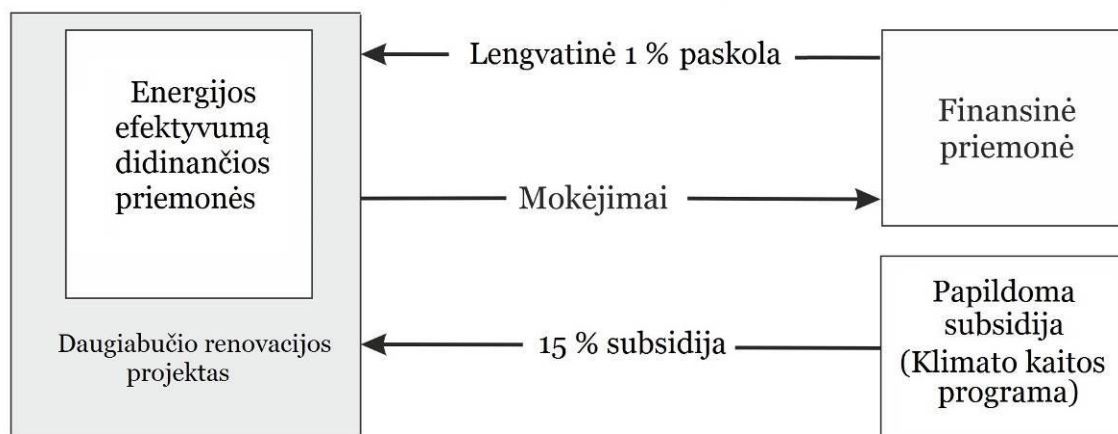 Energijos
efektyvumą
didinančios
priemonės
Daugiabučio renovacijos
projektas
Lengvatinė 1 % paskola
Mokėjimai
15 % subsidija
Finansinė
priemonė
Papildoma
subsidija
(Klimato kaitos
programa)